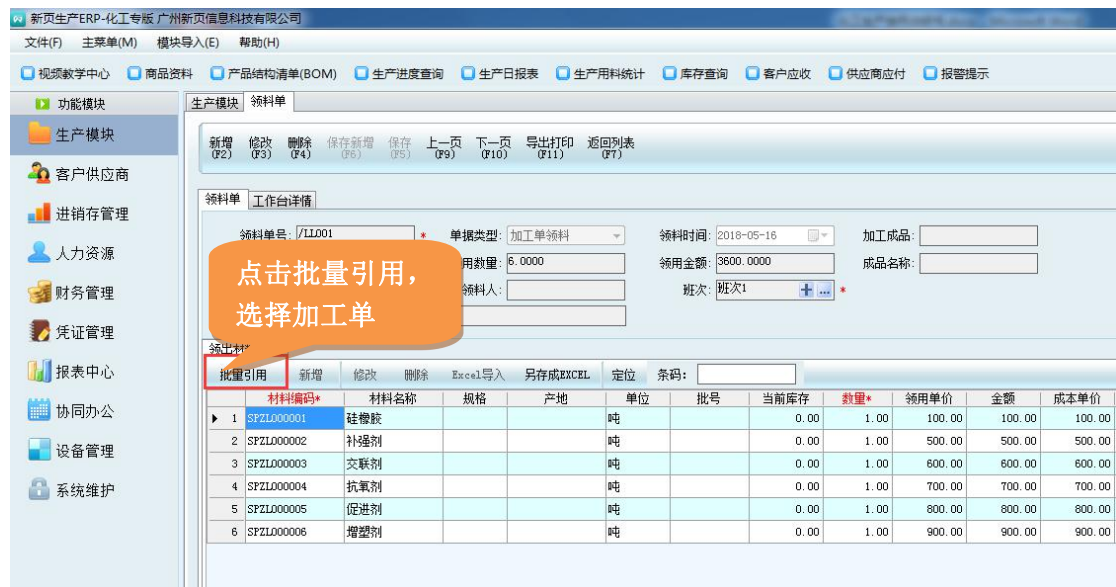 新页生产ERP-化工专版 广州新页信息科技有限公司
文件(F) 主菜单(M) 模块导入(E) 帮助(H)
视频教学中心 商品资料 产品结构清单(BOM) 生产进度查询 生产日报表 生产用料统计 库存查询 客户应收 供应商应付 报警提示
功能模块 生产模块 领料单
生产模块
客户供应商
进销存管理
人力资源
财务管理
凭证管理
报表中心
协同办公
设备管理
系统维护
新增 修改 删除 保存新增 保存 上一页 下一页 导出打印 返回列表
(F2) (F3) (F4) (F6) (F5) (F9) (F10) (F11) (F7)
领料单 工作台详情
领料单号: /LL001 * 单据类型: 加工单领料 领料时间: 2018-05-16 加工成品:
用数量: 6.0000 领用金额: 3600.0000 成品名称:
领料人: 班次: 班次1 + ... *
点击批量引用，
选择加工单
领出材
批量引用 新增 修改 删除 Excel导入 另存成EXCEL 定位 条码:
材料编码* 材料名称 规格 产地 单位 批号 当前库存 数量* 领用单价 金额 成本单价
1 SPZL000001 硅橡胶 吨 0.00 1.00 100.00 100.00 100.00
2 SPZL000002 补强剂 吨 0.00 1.00 500.00 500.00 500.00
3 SPZL000003 交联剂 吨 0.00 1.00 600.00 600.00 600.00
4 SPZL000004 抗氧剂 吨 0.00 1.00 700.00 700.00 700.00
5 SPZL000005 促进剂 吨 0.00 1.00 800.00 800.00 800.00
6 SPZL000006 增塑剂 吨 0.00 1.00 900.00 900.00 900.00